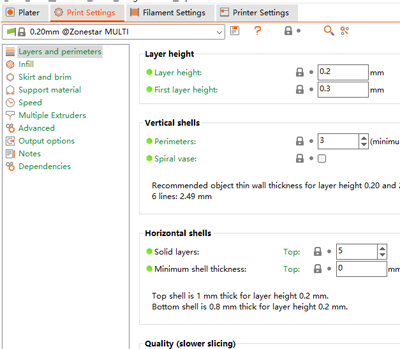 Plater Print Settings Filament Settings Printer Settings
0.20mm @Zonestar MULTI
Layers and perimeters
Infill
Skirt and brim
Support material
Speed
Multiple Extruders
Advanced
Output options
Notes
Dependencies
Layer height
Layer height: 0.2 mm
First layer height: 0.3 mm
Vertical shells
Perimeters: 3 (minimu
Spiral vase:
Recommended object thin wall thickness for layer height 0.20 and
6 lines: 2.49 mm
Horizontal shells
Solid layers: Top: 5
Minimum shell thickness: Top: 0 mm
Top shell is 1 mm thick for layer height 0.2 mm.
Bottom shell is 0.8 mm thick for layer height 0.2 mm.
Quality (slower slicing)